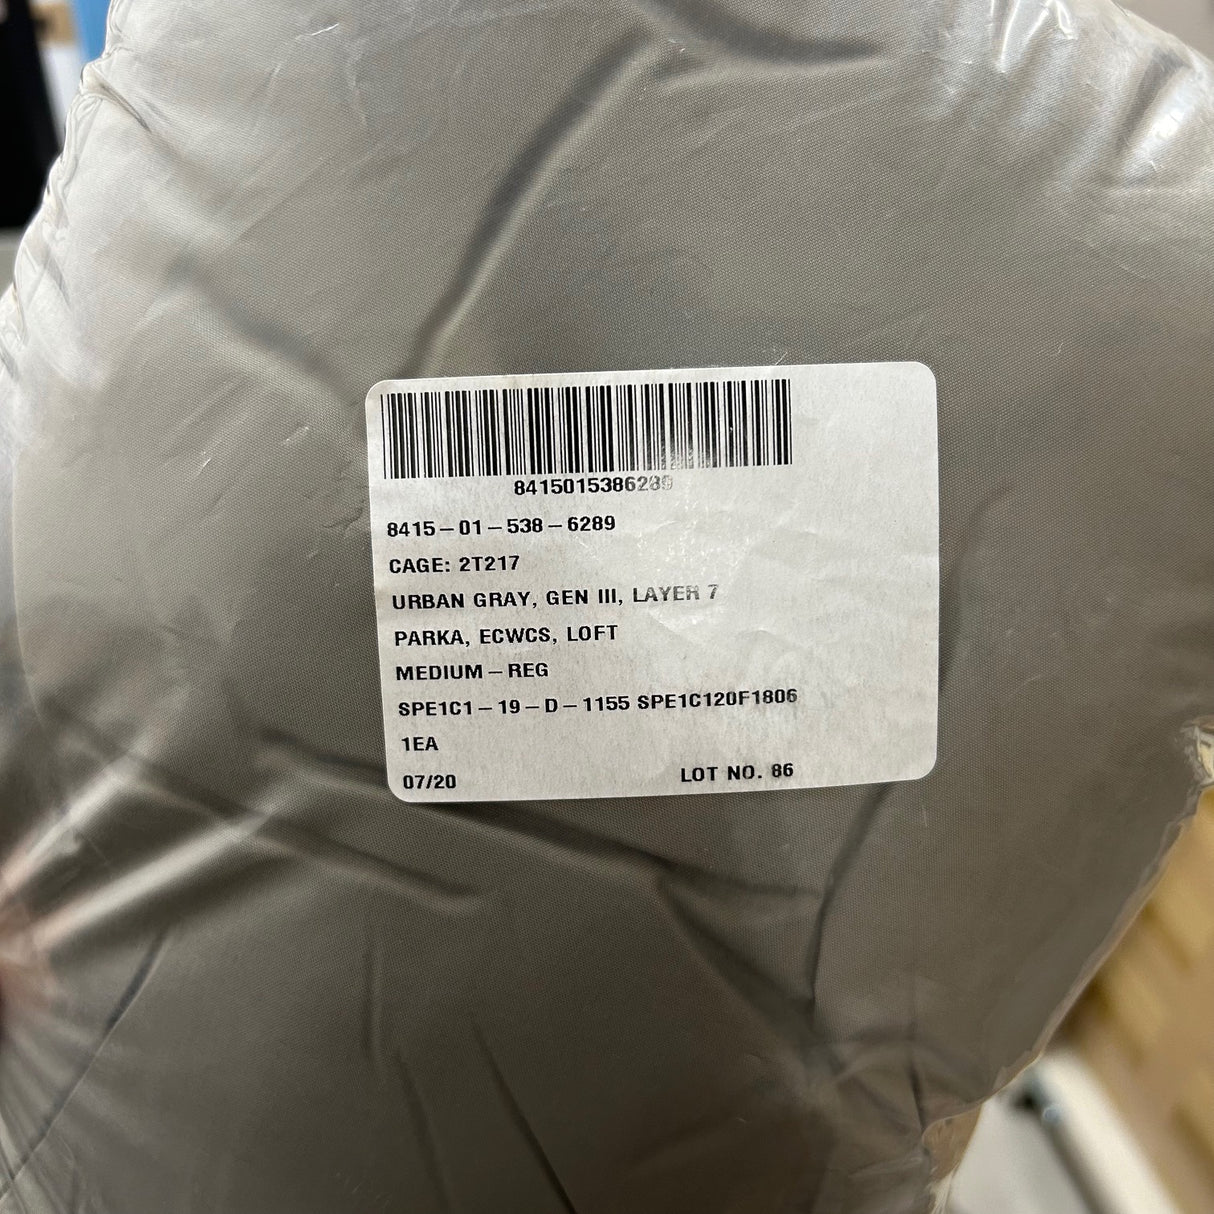 8415015386289
8415-01-538-6289
CAGE: 2T217
URBAN GRAY, GEN III, LAYER 7
PARKA, ECWCS, LOFT
MEDIUM-REG
SPE1C1-19-D-1155 SPE1C120F1806
1EA
07/20 LOT NO. 86